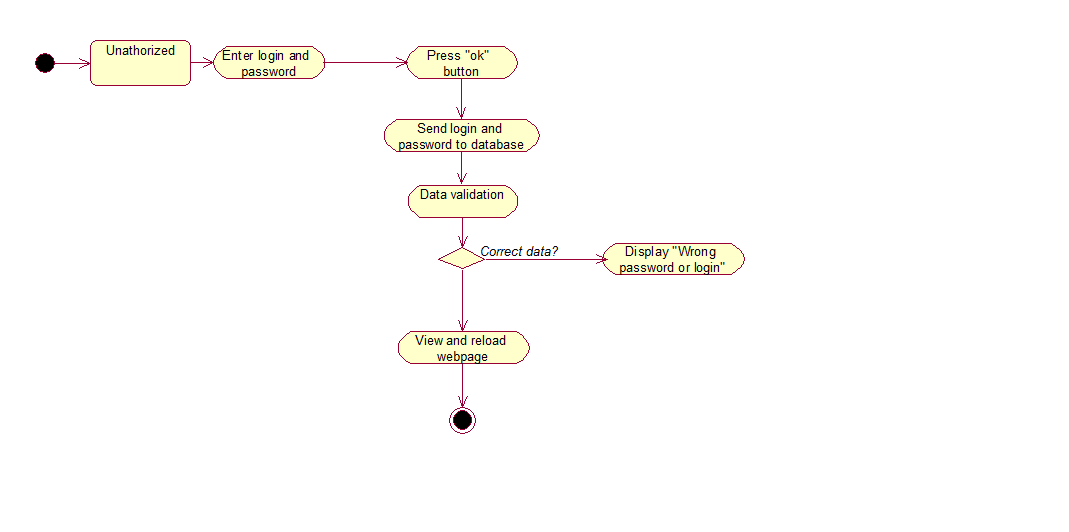 Unathorized
Enter login and
password
Press "ok"
button
Send login and
password to database
Data validation
Correct data?
Display "Wrong
password or login"
View and reload
webpage